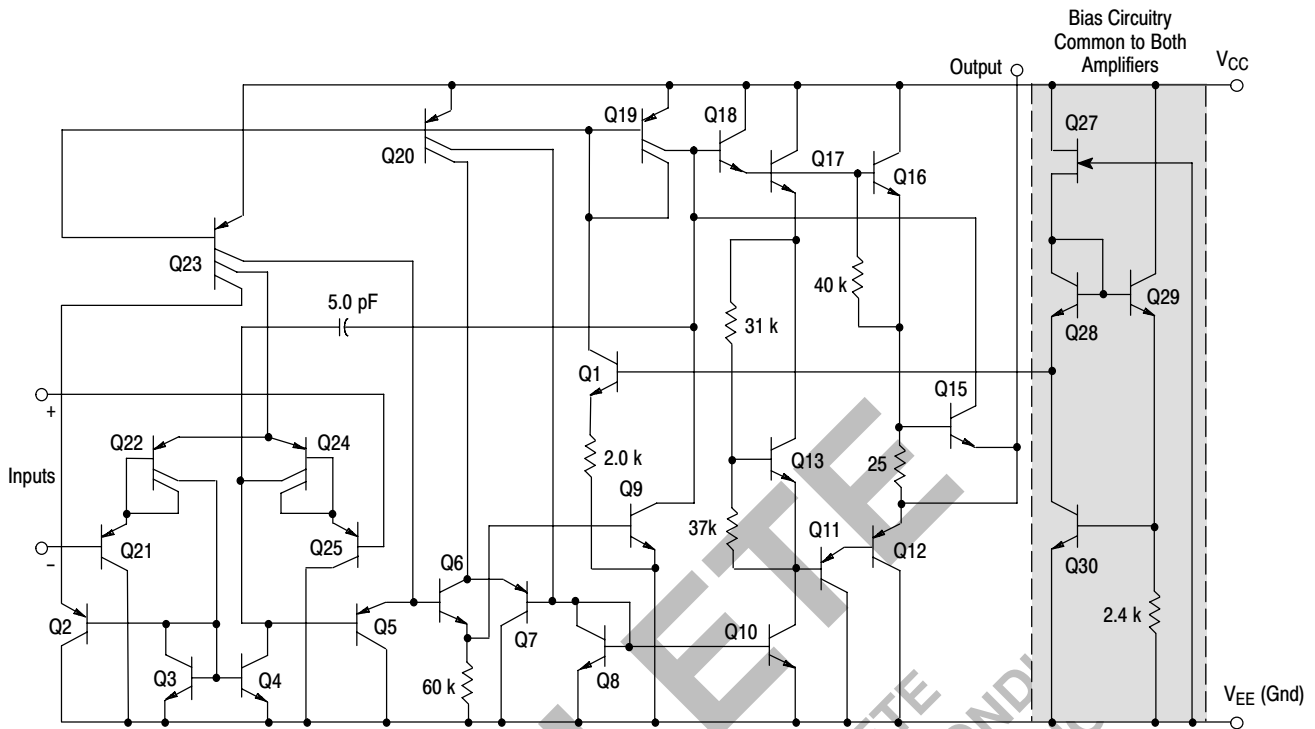 Bias Circuitry
Common to Both
Amplifiers
Output
VCC
Q19
Q18
Q27
Q20
Q17
Q16
Q23
40 k
Q29
5.0 pF
31 k
Q28
Q1
+
Q15
Q22
Q24
2.0 k
Q13
25
Inputs
Q9
37k
Q11
Q12
Q21
Q25
−
Q6
Q30
Q2
Q5
Q7
Q10
2.4 k
Q3
Q4
60 k
Q8
VEE (Gnd)